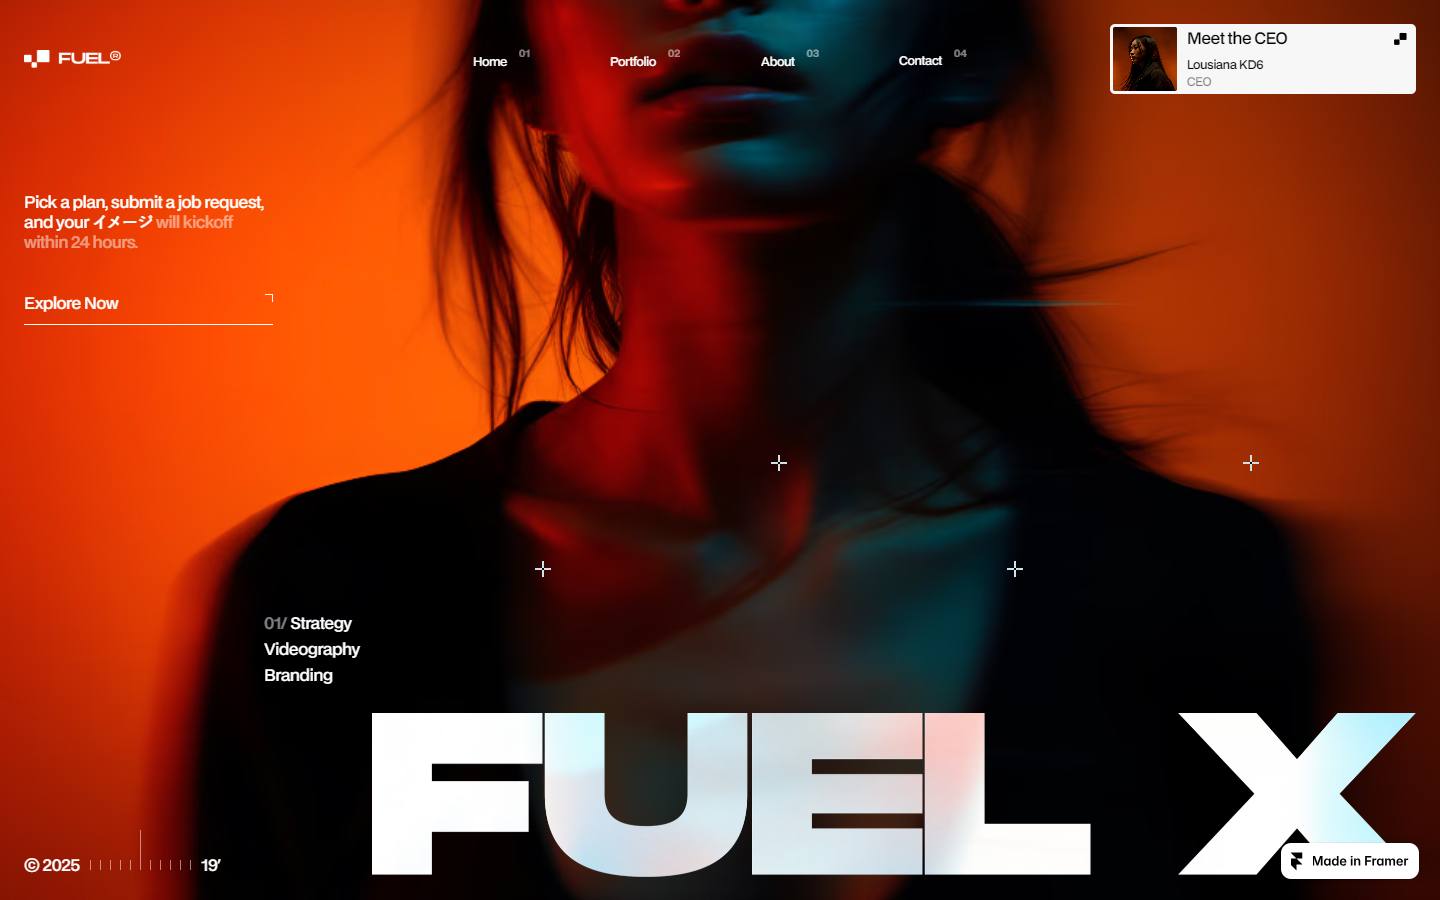 FUEL®
Home 01
Portfolio 02
About 03
Contact 04
Meet the CEO
Lousiana KD6
CEO
Pick a plan, submit a job request,
and your イメージ will kickoff
within 24 hours.
Explore Now
01/ Strategy
Videography
Branding
FUEL X
© 2025 19′
Made in Framer